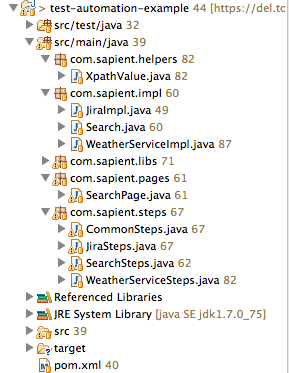 > test-automation-example 44 [https://del.tc
src/test/java 32
src/main/java 39
com.sapient.helpers 82
XpathValue.java 82
com.sapient.impl 60
JiraImpl.java 49
Search.java 60
WeatherServiceImpl.java 87
com.sapient.libs 71
com.sapient.pages 61
SearchPage.java 61
com.sapient.steps 67
CommonSteps.java 67
JiraSteps.java 67
SearchSteps.java 62
WeatherServiceSteps.java 82
Referenced Libraries
JRE System Library [java SE jdk1.7.0_75]
src 39
target
pom.xml 40